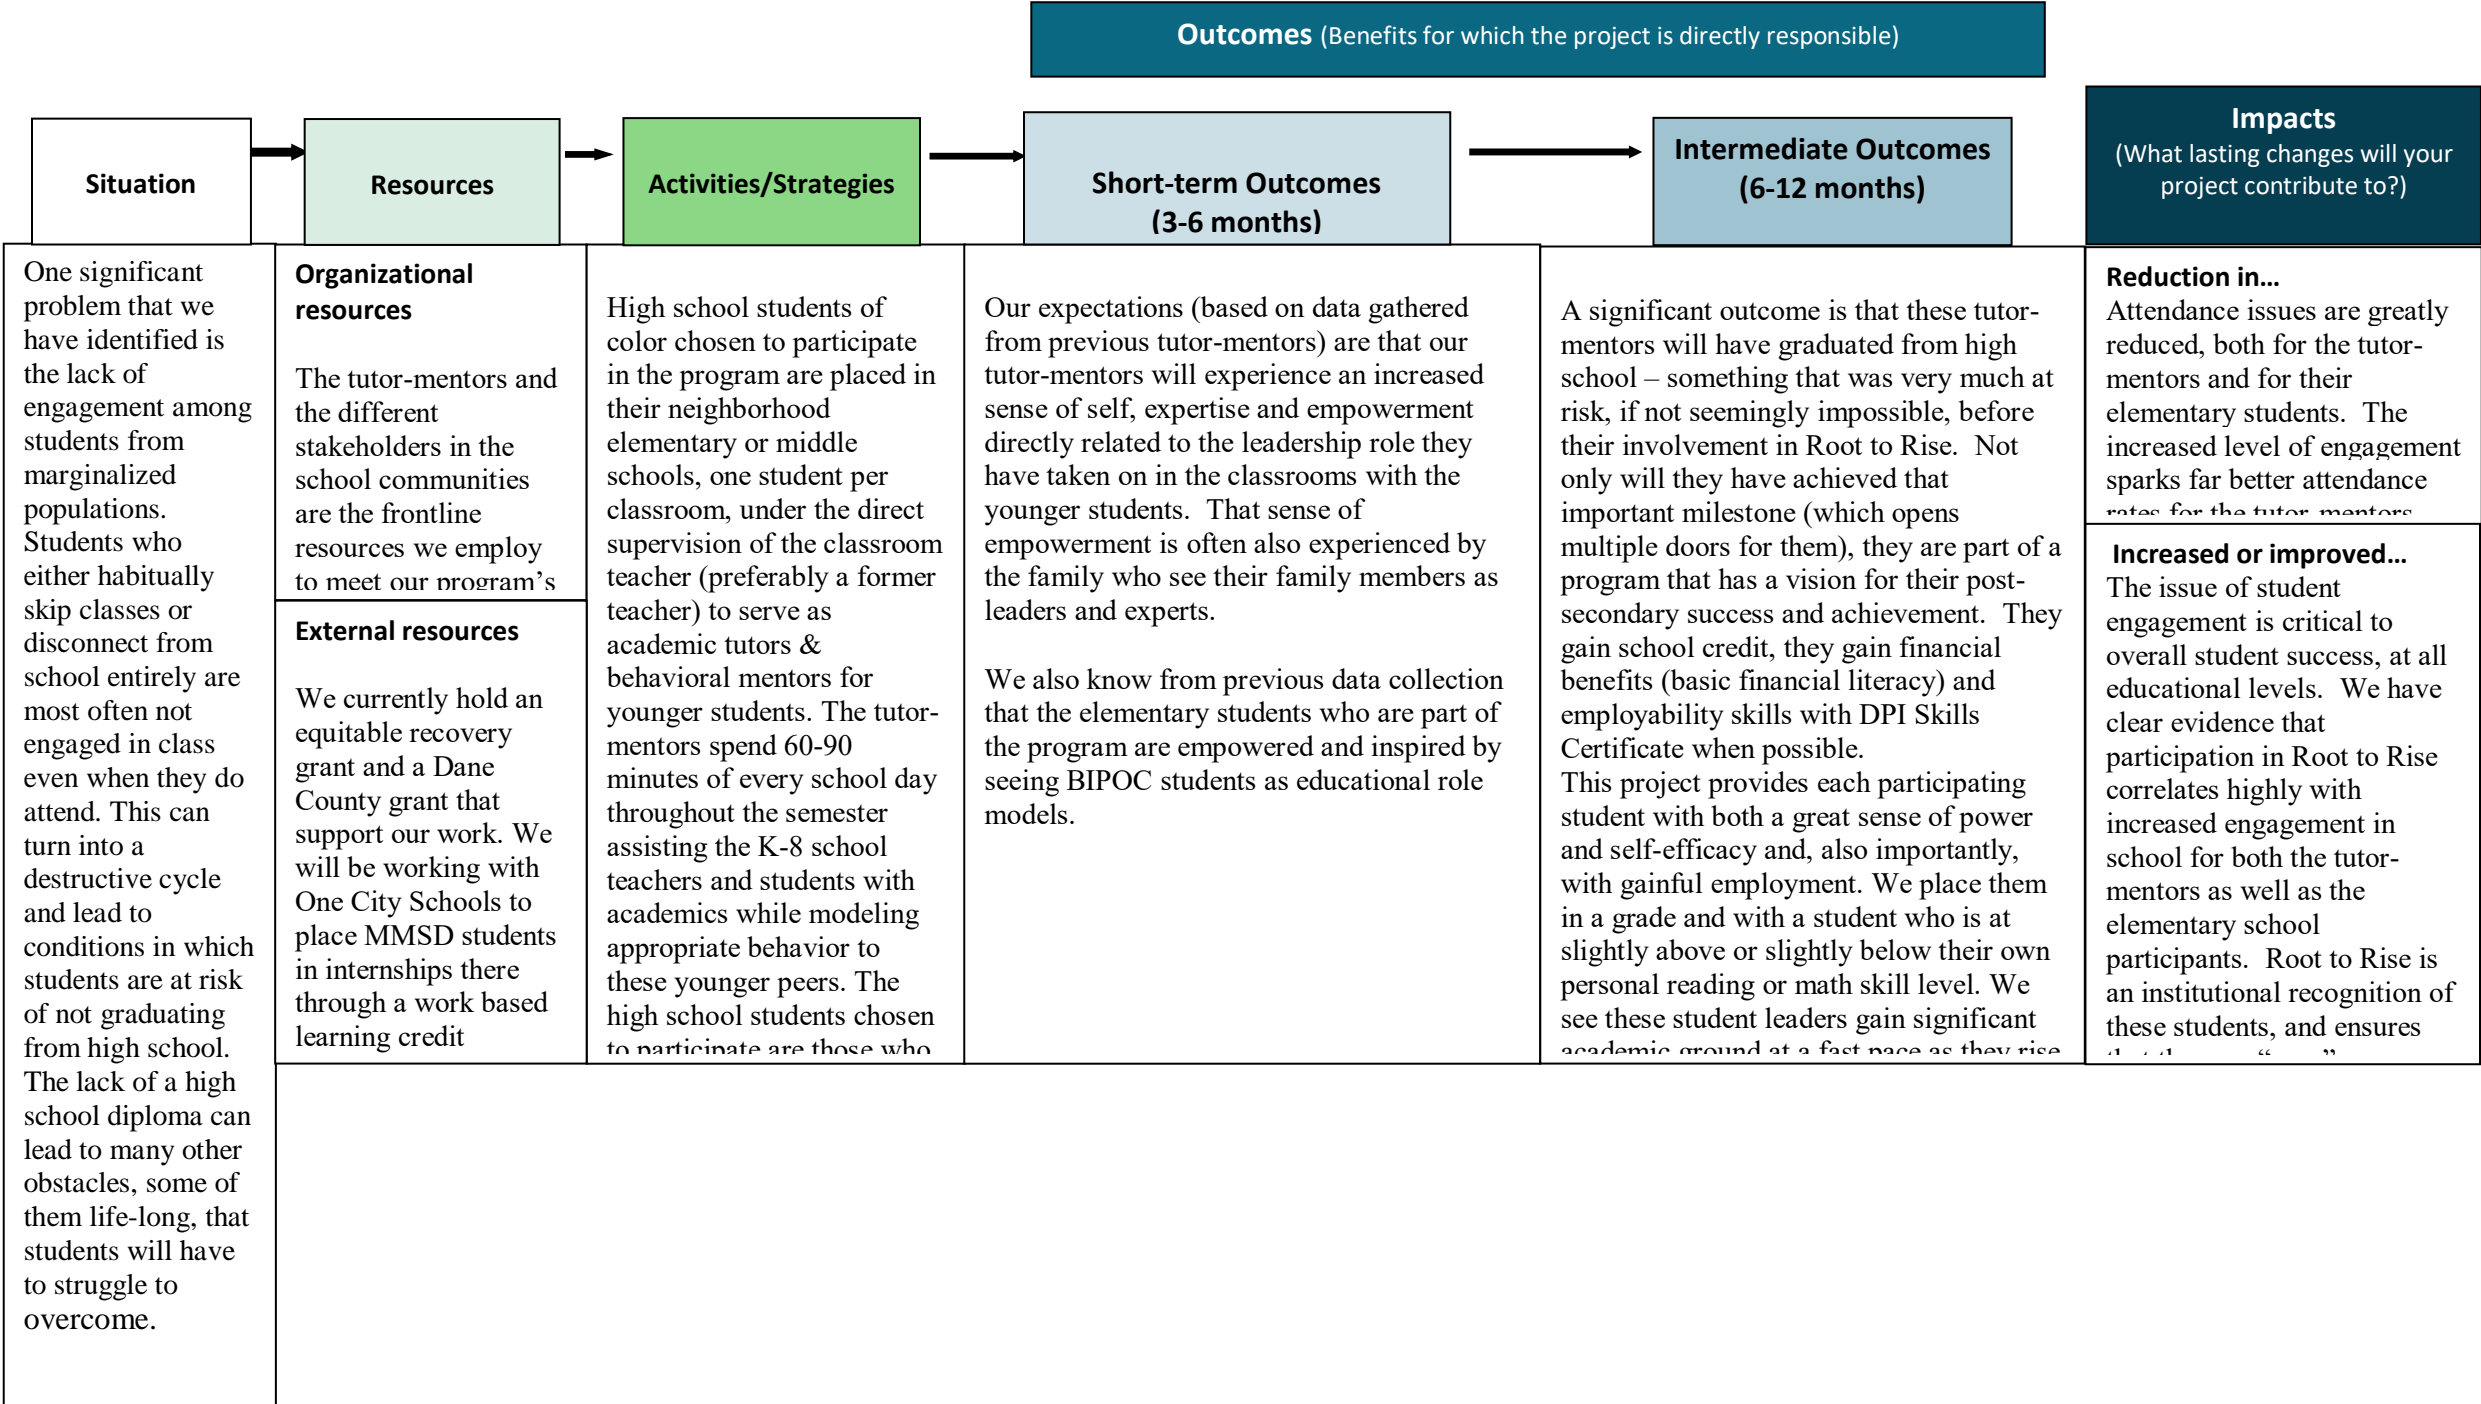 Outcomes (Benefits for which the project is directly responsible)
Situation
Resources
Activities/Strategies
Short-term Outcomes
(3-6 months)
Intermediate Outcomes
(6-12 months)
Impacts
(What lasting changes will your
project contribute to?)
One significant
problem that we
have identified is
the lack of
engagement among
students from
marginalized
populations.
Students who
either habitually
skip classes or
disconnect from
school entirely are
most often not
engaged in class
even when they do
attend. This can
turn into a
destructive cycle
and lead to
conditions in which
students are at risk
of not graduating
from high school.
The lack of a high
school diploma can
lead to many other
obstacles, some of
them life-long, that
students will have
to struggle to
overcome.
Organizational
resources
The tutor-mentors and
the different
stakeholders in the
school communities
are the frontline
resources we employ
to meet our program's
External resources
We currently hold an
equitable recovery
grant and a Dane
County grant that
support our work. We
will be working with
One City Schools to
place MMSD students
in internships there
through a work based
learning credit
High school students of
color chosen to participate
in the program are placed in
their neighborhood
elementary or middle
schools, one student per
classroom, under the direct
supervision of the classroom
teacher (preferably a former
teacher) to serve as
academic tutors &
behavioral mentors for
younger students. The tutor-
mentors spend 60-90
minutes of every school day
throughout the semester
assisting the K-8 school
teachers and students with
academics while modeling
appropriate behavior to
these younger peers. The
high school students chosen
to participate are those who
Our expectations (based on data gathered
from previous tutor-mentors) are that our
tutor-mentors will experience an increased
sense of self, expertise and empowerment
directly related to the leadership role they
have taken on in the classrooms with the
younger students.  That sense of
empowerment is often also experienced by
the family who see their family members as
leaders and experts.
We also know from previous data collection
that the elementary students who are part of
the program are empowered and inspired by
seeing BIPOC students as educational role
models.
A significant outcome is that these tutor-
mentors will have graduated from high
school – something that was very much at
risk, if not seemingly impossible, before
their involvement in Root to Rise.  Not
only will they have achieved that
important milestone (which opens
multiple doors for them), they are part of a
program that has a vision for their post-
secondary success and achievement.  They
gain school credit, they gain financial
benefits (basic financial literacy) and
employability skills with DPI Skills
Certificate when possible.
This project provides each participating
student with both a great sense of power
and self-efficacy and, also importantly,
with gainful employment. We place them
in a grade and with a student who is at
slightly above or slightly below their own
personal reading or math skill level. We
see these student leaders gain significant
academic ground at a fast pace as they rise
Reduction in…
Attendance issues are greatly
reduced, both for the tutor-
mentors and for their
elementary students.  The
increased level of engagement
sparks far better attendance
rates for the tutor-mentors
Increased or improved…
The issue of student
engagement is critical to
overall student success, at all
educational levels.  We have
clear evidence that
participation in Root to Rise
correlates highly with
increased engagement in
school for both the tutor-
mentors as well as the
elementary school
participants.  Root to Rise is
an institutional recognition of
these students, and ensures